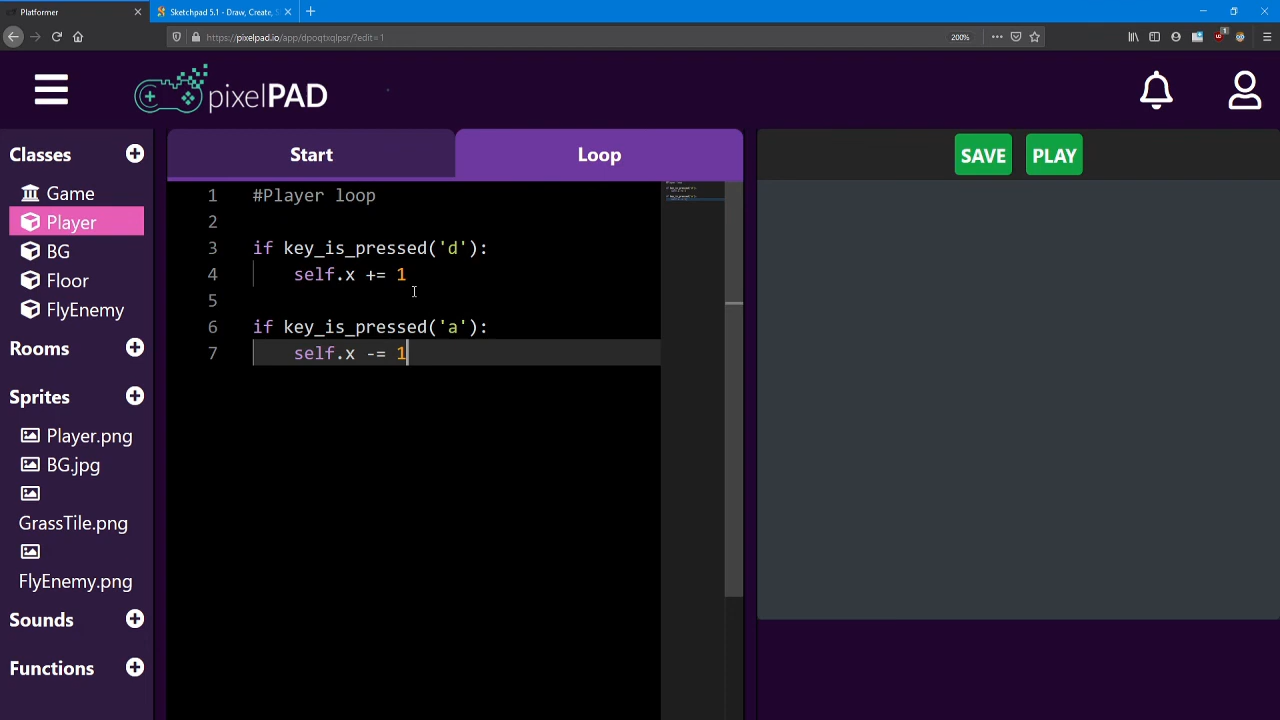 Platformer
Sketchpad 5.1 - Draw, Create, S
https://pixelpad.io/app/dpoqtxqlpsr/?edit=1
200%
1
pixelPAD
Classes
Game
Player
BG
Floor
FlyEnemy
Rooms
Sprites
Player.png
BG.jpg
GrassTile.png
FlyEnemy.png
Sounds
Functions
Start
Loop
1 #Player loop
2
3 if key_is_pressed('d'):
4 self.x += 1
5
6 if key_is_pressed('a'):
7 self.x -= 1
SAVE
PLAY